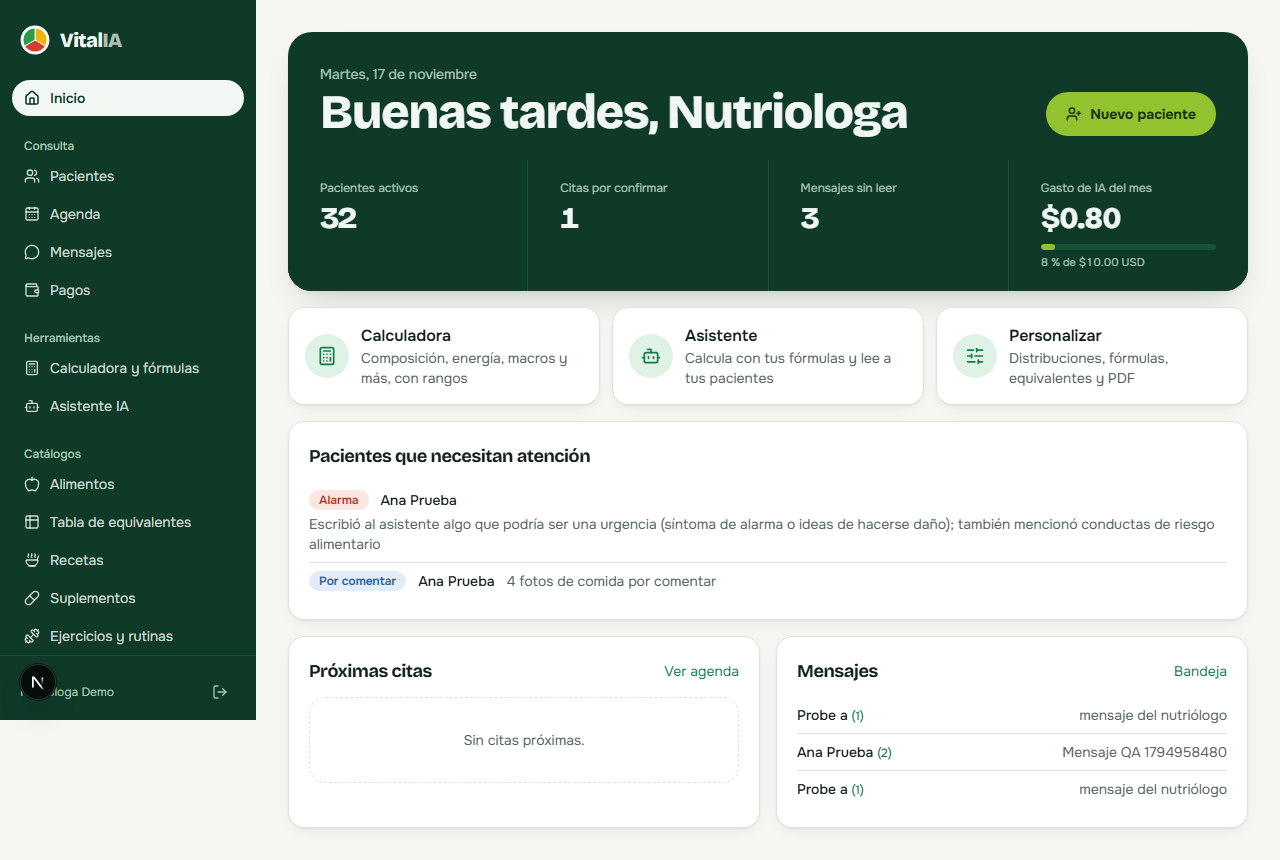 VitalIA
Inicio
Consulta
Pacientes
Agenda
Mensajes
Pagos
Herramientas
Calculadora y fórmulas
Asistente IA
Catálogos
Alimentos
Tabla de equivalentes
Recetas
Suplementos
Ejercicios y rutinas
N
Demo
Martes, 17 de noviembre
Buenas tardes, Nutriologa
Nuevo paciente
Pacientes activos
32
Citas por confirmar
1
Mensajes sin leer
3
Gasto de IA del mes
$0.80
8 % de $10.00 USD
Calculadora
Composición, energía, macros y
más, con rangos
Asistente
Calcula con tus fórmulas y lee a
tus pacientes
Personalizar
Distribuciones, fórmulas,
equivalentes y PDF
Pacientes que necesitan atención
Alarma Ana Prueba
Escribió al asistente algo que podría ser una urgencia (síntoma de alarma o ideas de hacerse daño); también mencionó conductas de riesgo
alimentario
Por comentar Ana Prueba 4 fotos de comida por comentar
Próximas citas Ver agenda
Sin citas próximas.
Mensajes Bandeja
Probe a (1) mensaje del nutriólogo
Ana Prueba (2) Mensaje QA 1794958480
Probe a (1) mensaje del nutriólogo